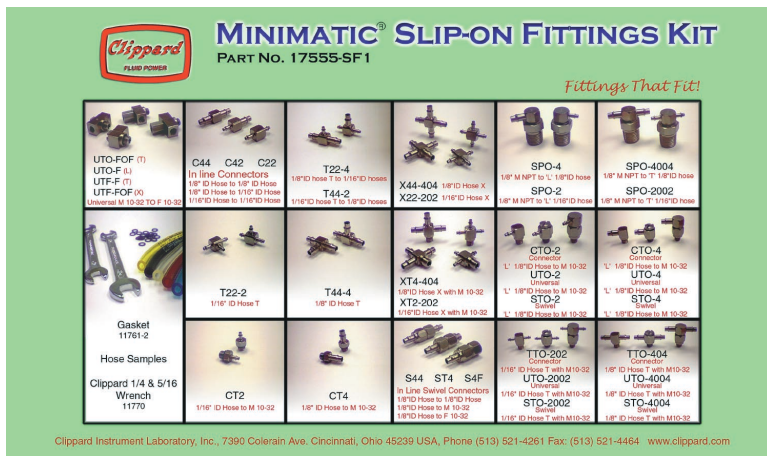 Clippard
FLUID POWER
MINIMATIC® SLIP-ON FITTINGS KIT
PART NO. 17555-SF1
Fittings That Fit!
UTO-FOF (T)
UTO-F (L)
UTF-F (T)
UTF-FOF (X)
Universal M 10-32 TO F 10-32
C44 C42 C22
In line Connectors
1/8" ID Hose to 1/8" ID Hose
1/8" ID Hose to 1/16" ID Hose
1/16" ID Hose to 1/16"ID Hose
T22-4
1/8"ID hose T to 1/16"ID hoses
T44-2
1/16"ID hose T to 1/8"ID hoses
X44-404 1/8"ID Hose X
X22-202 1/16"ID Hose X
SPO-4
1/8" M NPT to 'L' 1/8"ID hose
SPO-2
1/8" M NPT to 'L' 1/16"ID hose
SPO-4004
1/8" M NPT to 'T' 1/8"ID hose
SPO-2002
1/8" M NPT to 'T' 1/16"ID hose
Gasket
11761-2
Hose Samples
Clippard 1/4 & 5/16
Wrench
11770
T22-2
1/16" ID Hose T
T44-4
1/8" ID Hose T
XT4-404
1/8"ID Hose X with M 10-32
XT2-202
1/16"ID Hose X with M 10-32
CTO-2
Connector
'L' 1/8"ID Hose to M 10-32
UTO-2
Universal
'L' 1/8"ID Hose to M 10-32
STO-2
Swivel
'L' 1/8"ID Hose to M 10-32
CTO-4
Connector
'L' 1/8"ID Hose to M 10-32
UTO-4
Universal
'L' 1/8"ID Hose to M 10-32
STO-4
Swivel
'L' 1/8"ID Hose to M 10-32
CT2
1/16" ID Hose to M 10-32
CT4
1/8" ID Hose to M 10-32
S44 ST4 S4F
In Line Swivel Connectors
1/8"ID Hose to 1/8"ID Hose
1/8"ID Hose to M 10-32
1/8"ID Hose to F 10-32
TTO-202
Connector
1/16" ID Hose T with M10-32
UTO-2002
Universal
1/16" ID Hose T with M10-32
STO-2002
Swivel
1/16" ID Hose T with M10-32
TTO-404
Connector
1/8" ID Hose T with M10-32
UTO-4004
Universal
1/8" ID Hose T with M10-32
STO-4004
Swivel
1/8" ID Hose T with M10-32
Clippard Instrument Laboratory, Inc., 7390 Colerain Ave. Cincinnati, Ohio 45239 USA, Phone (513) 521-4261 Fax: (513) 521-4464 www.clippard.com